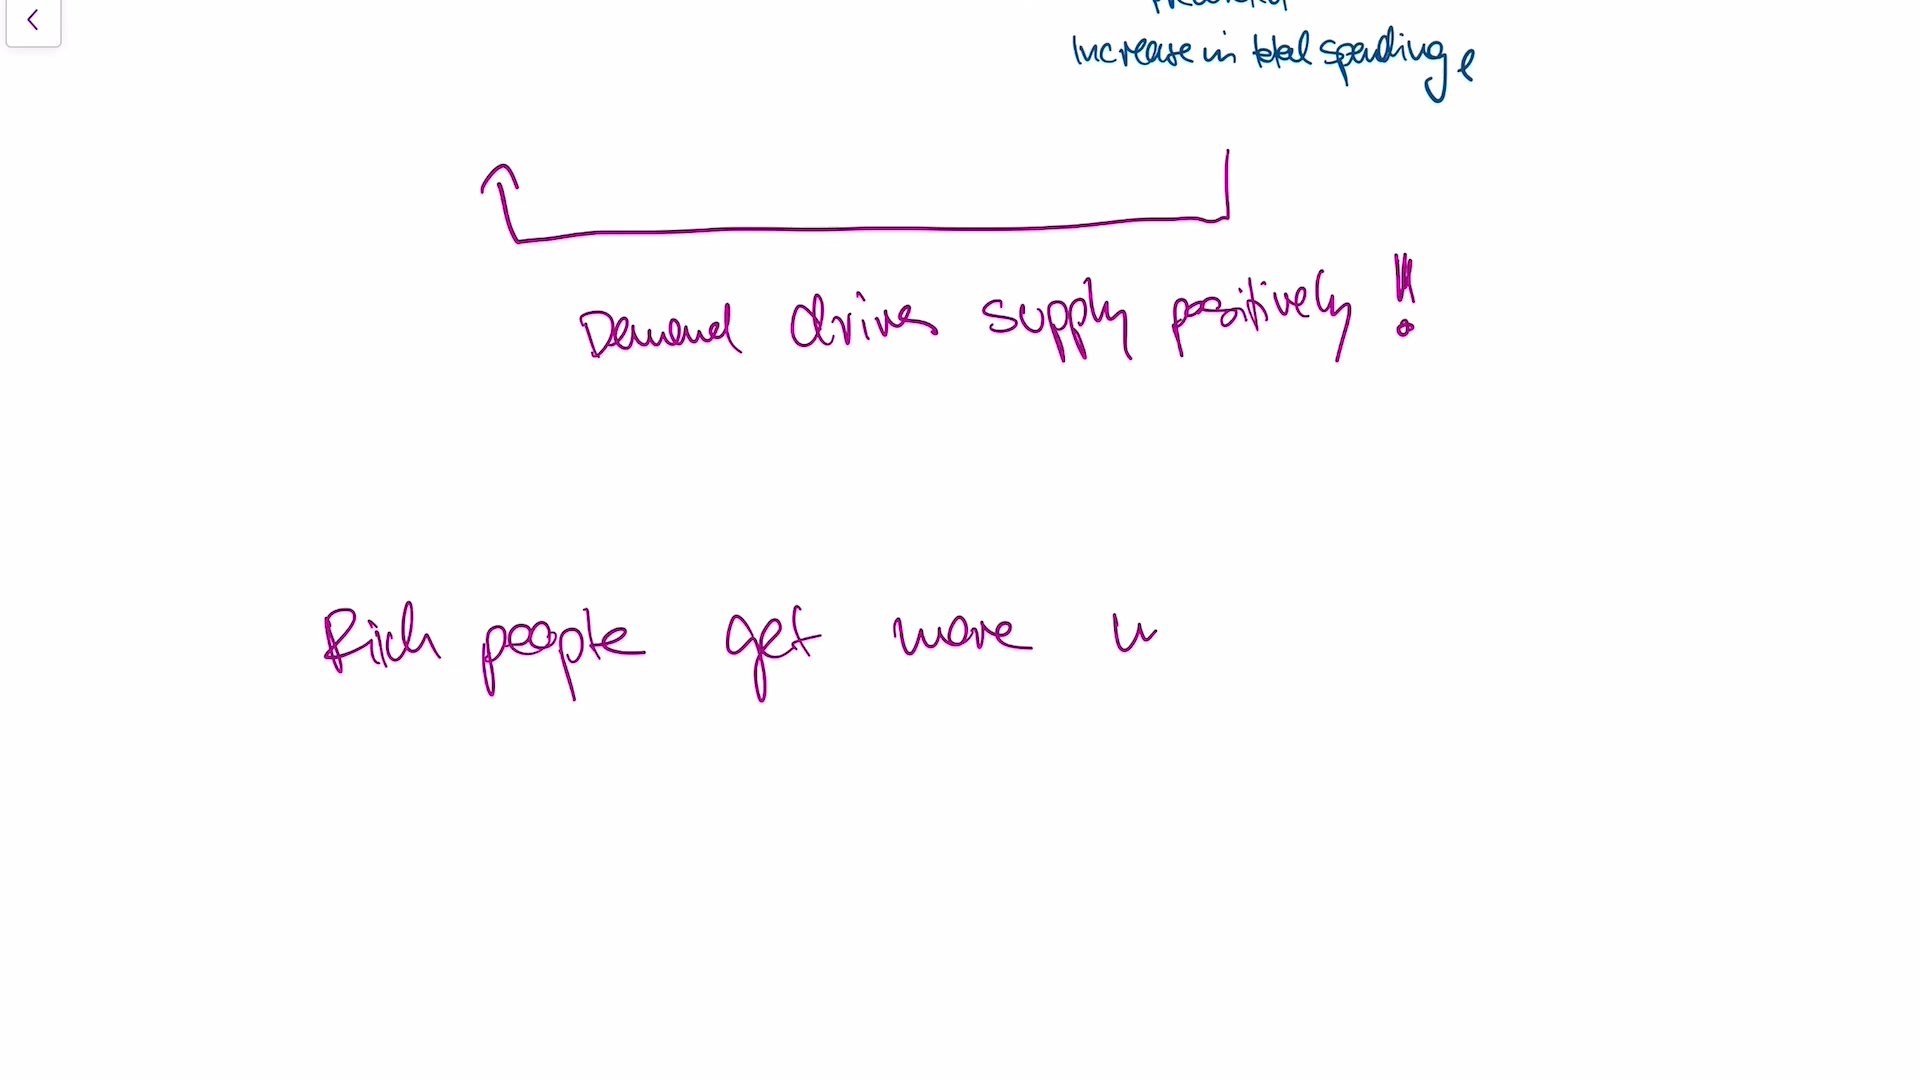 Increase in total spending
Demand drives supply positively !!!
Rich people get more